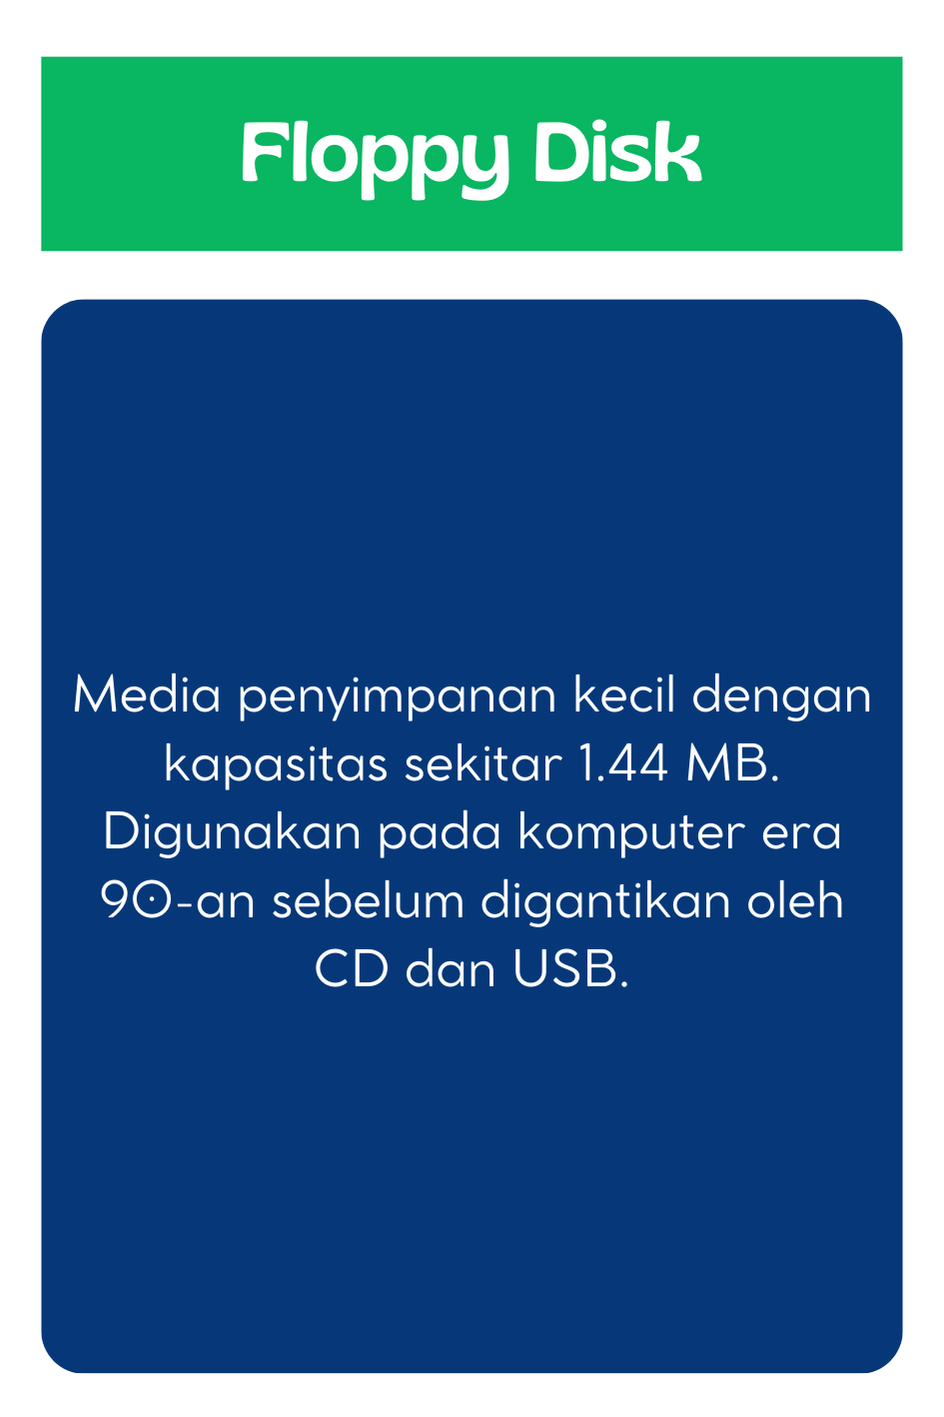 Floppy Disk
Media penyimpanan kecil dengan
kapasitas sekitar 1.44 MB.
Digunakan pada komputer era
90-an sebelum digantikan oleh
CD dan USB.